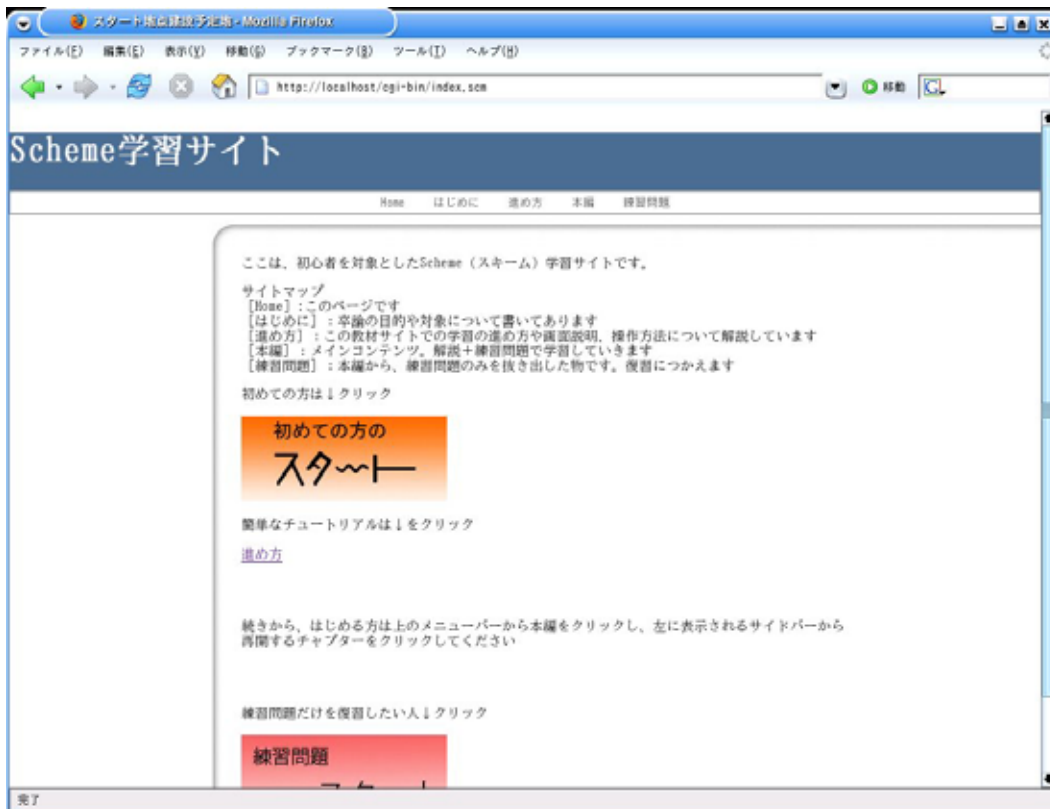 スタート地点建設予定地 - Mozilla Firefox
ファイル(F) 編集(E) 表示(V) 移動(G) ブックマーク(B) ツール(T) ヘルプ(H)
http://localhost/cgi-bin/index.scm 移動
Scheme学習サイト
Home はじめに 進め方 本編 練習問題
ここは、初心者を対象としたScheme（スキーム）学習サイトです。
サイトマップ
[Home]：このページです
[はじめに]：卒論の目的や対象について書いてあります
[進め方]：この教材サイトでの学習の進め方や画面説明、操作方法について解説しています
[本編]：メインコンテンツ。解説＋練習問題で学習していきます
[練習問題]：本編から、練習問題のみを抜き出した物です。復習につかえます
初めての方は↓クリック
初めての方の
スタート
簡単なチュートリアルは↓をクリック
進め方
続きから、はじめる方は上のメニューバーから本編をクリックし、左に表示されるサイドバーから
再開するチャプターをクリックしてください
練習問題だけを復習したい人↓クリック
練習問題
完了